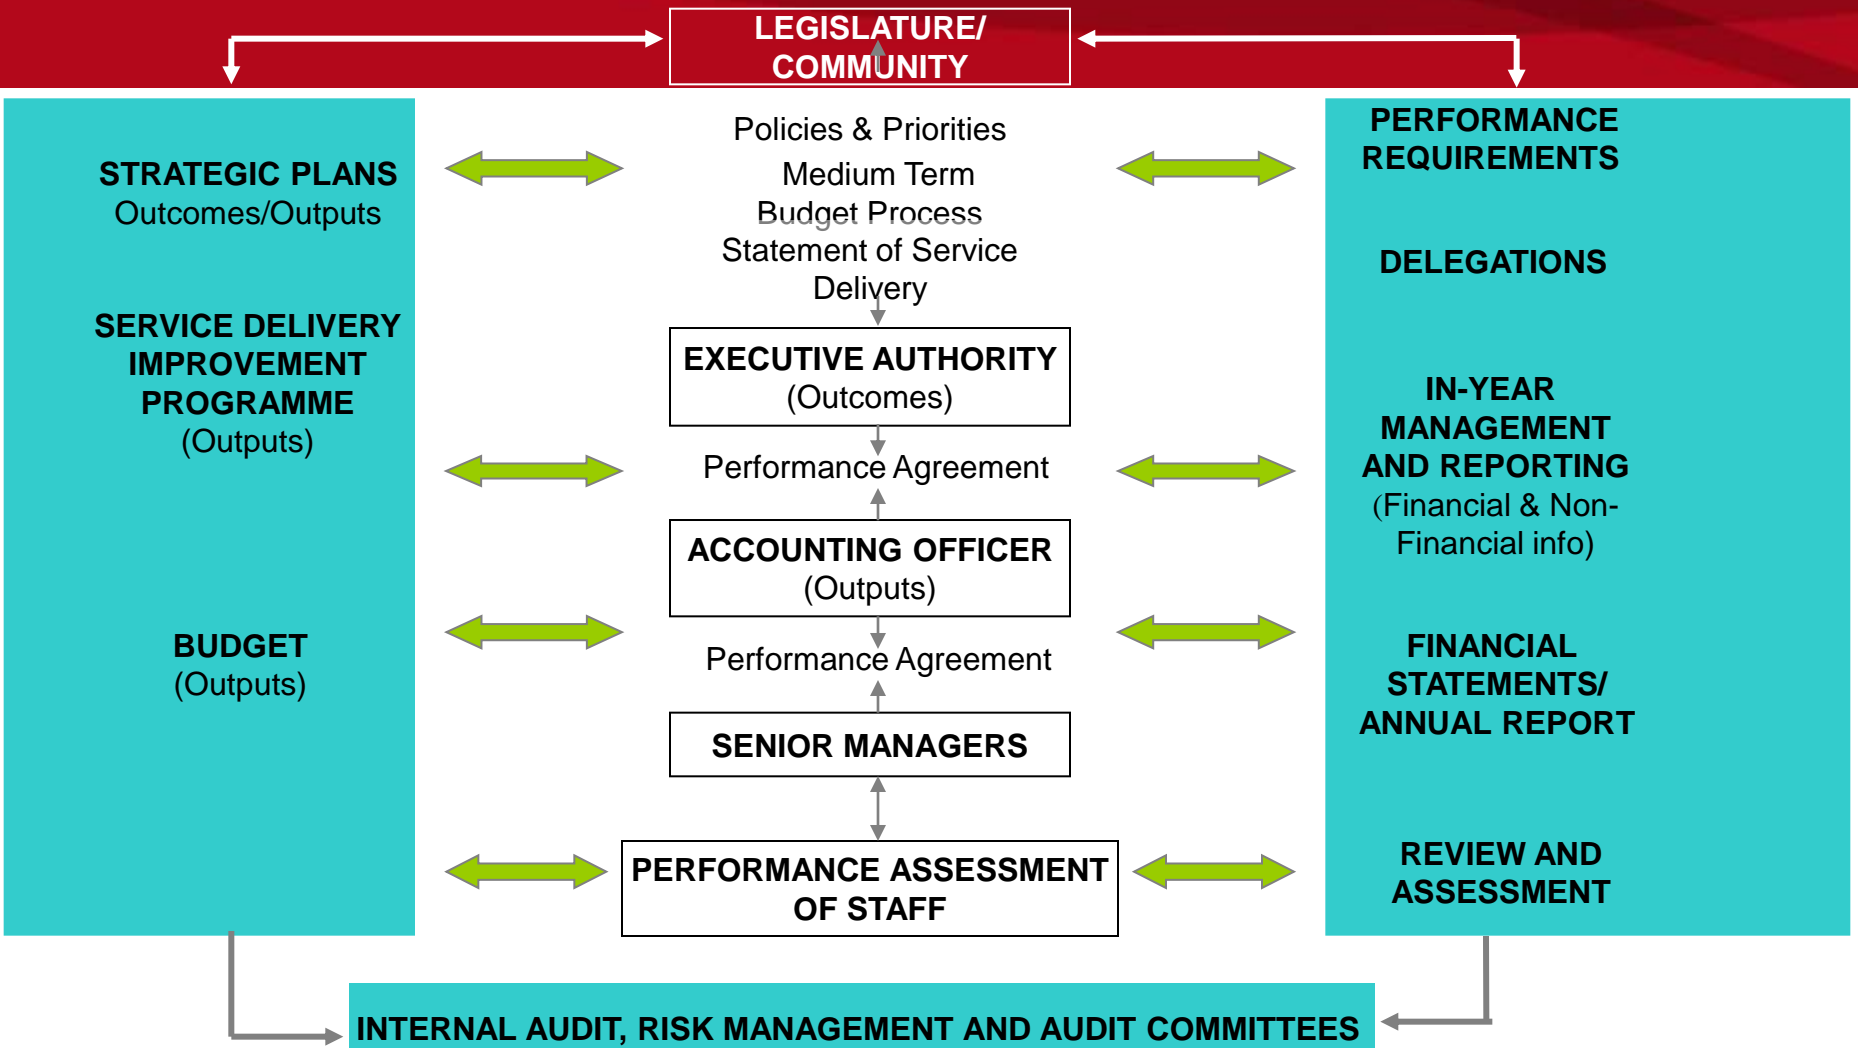 LEGISLATURE/
COMMUNITY
STRATEGIC PLANS
Outcomes/Outputs
SERVICE DELIVERY
IMPROVEMENT
PROGRAMME
(Outputs)
BUDGET
(Outputs)
Policies & Priorities
Medium Term
Budget Process
Statement of Service
Delivery
EXECUTIVE AUTHORITY
(Outcomes)
Performance Agreement
ACCOUNTING OFFICER
(Outputs)
Performance Agreement
SENIOR MANAGERS
PERFORMANCE ASSESSMENT
OF STAFF
PERFORMANCE
REQUIREMENTS
DELEGATIONS
IN-YEAR
MANAGEMENT
AND REPORTING
(Financial & Non-
Financial info)
FINANCIAL
STATEMENTS/
ANNUAL REPORT
REVIEW AND
ASSESSMENT
INTERNAL AUDIT, RISK MANAGEMENT AND AUDIT COMMITTEES